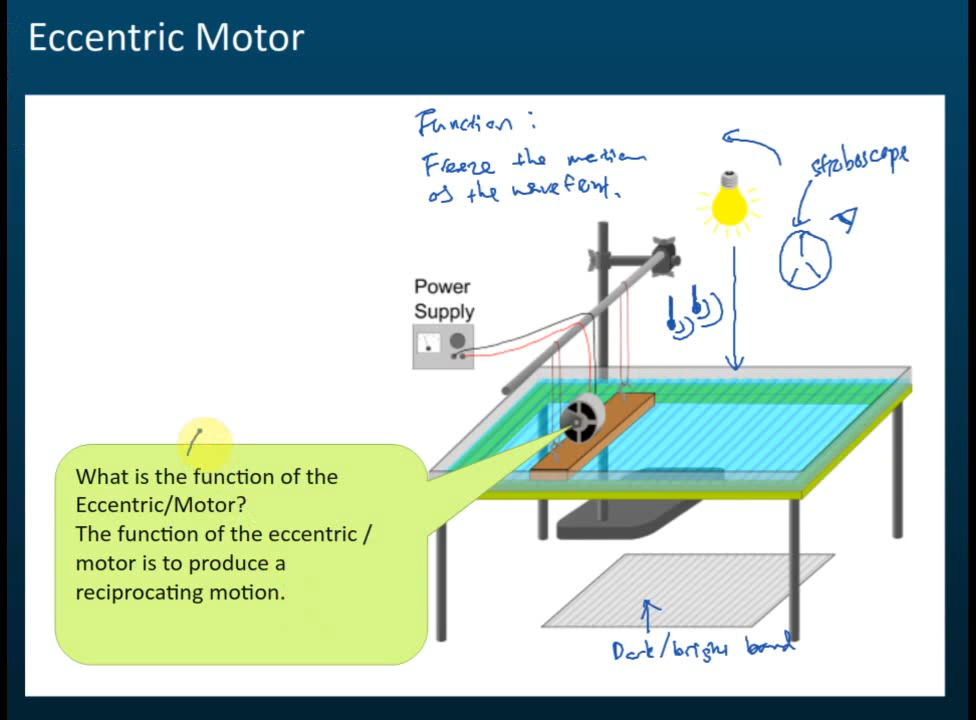 Eccentric Motor
Function :
Freeze the motion
of the wavefront.
stroboscope
Power
Supply
What is the function of the
Eccentric/Motor?
The function of the eccentric /
motor is to produce a
reciprocating motion.
Dark/bright band